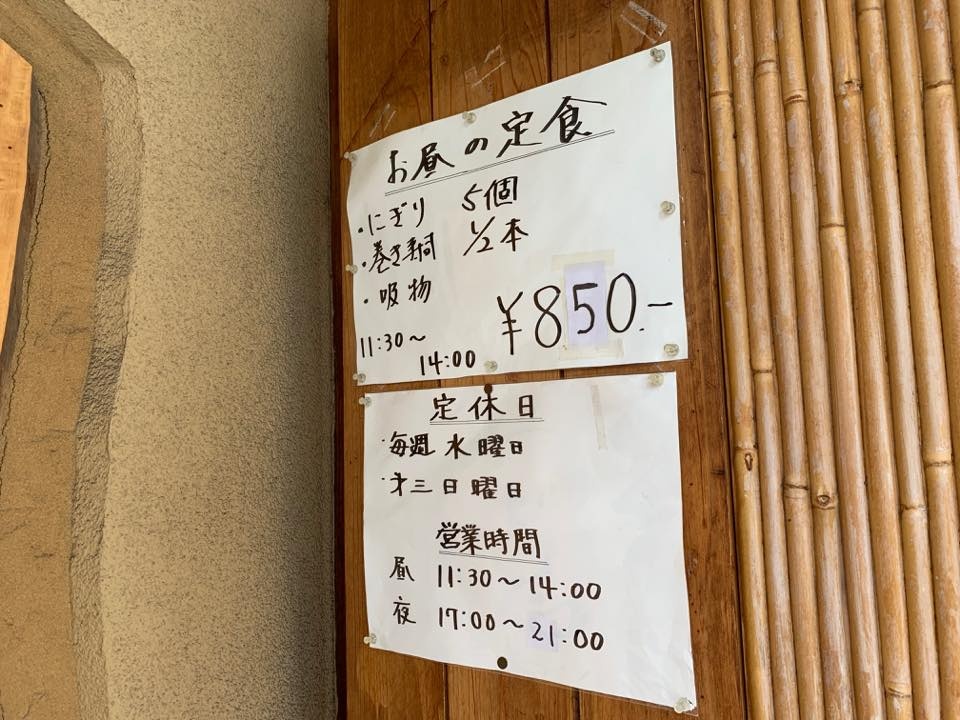 お昼の定食
・にぎり 5個
・巻き寿司 1/2本
・吸物
¥850.-
11:30～
14:00
定休日
・毎週 水曜日
・才三日曜日
営業時間
昼 11:30～14:00
夜 17:00～21:00